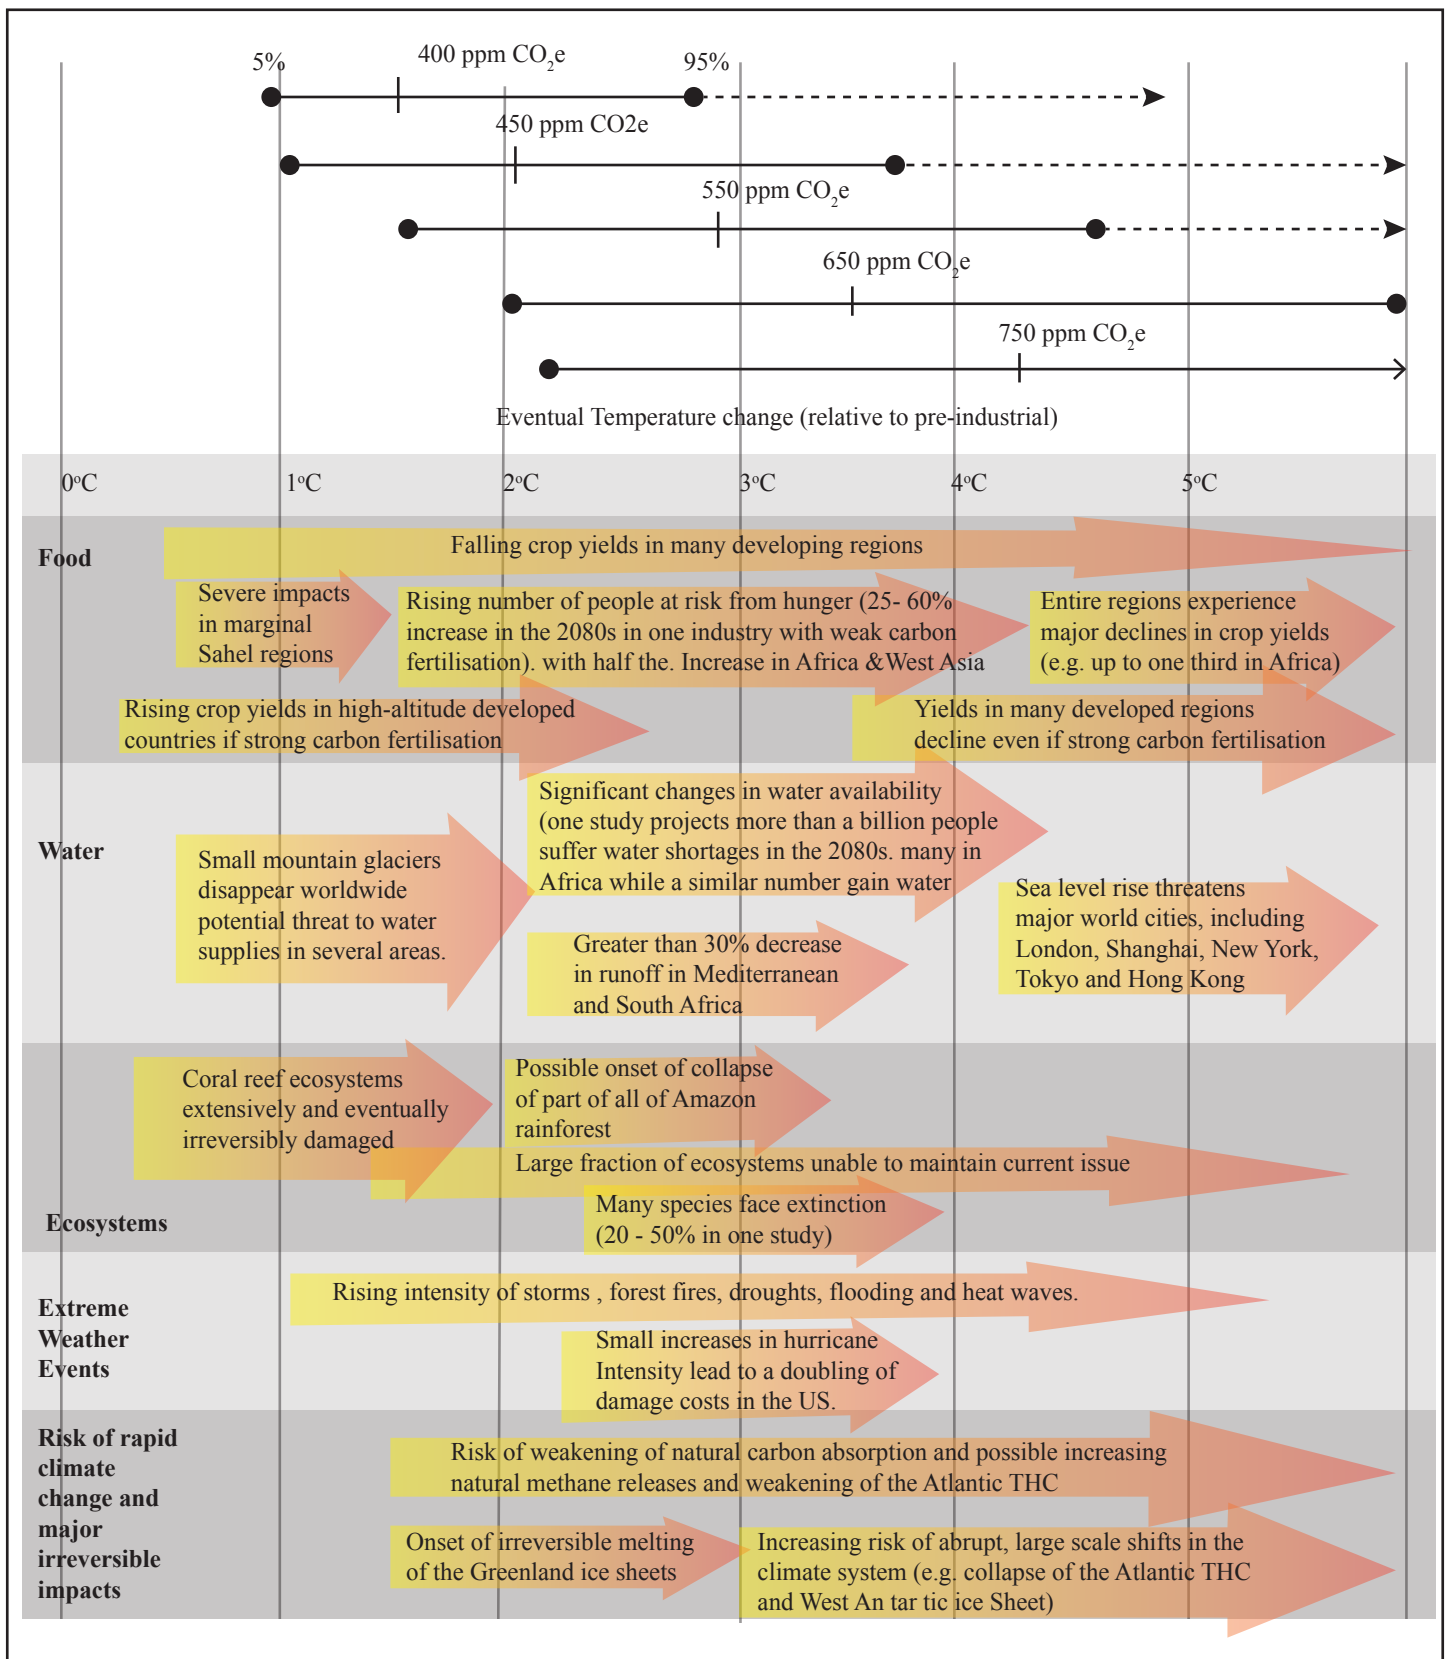 5%
400 ppm CO₂e
95%
450 ppm CO2e
550 ppm CO₂e
650 ppm CO₂e
750 ppm CO₂e
Eventual Temperature change (relative to pre-industrial)
0°C 1°C 2°C 3°C 4°C 5°C
Food
Falling crop yields in many developing regions
Severe impacts
in marginal
Sahel regions
Rising number of people at risk from hunger (25- 60%
increase in the 2080s in one industry with weak carbon
fertilisation). with half the. Increase in Africa &West Asia
Entire regions experience
major declines in crop yields
(e.g. up to one third in Africa)
Rising crop yields in high-altitude developed
countries if strong carbon fertilisation
Yields in many developed regions
decline even if strong carbon fertilisation
Water
Small mountain glaciers
disappear worldwide
potential threat to water
supplies in several areas.
Significant changes in water availability
(one study projects more than a billion people
suffer water shortages in the 2080s. many in
Africa while a similar number gain water
Greater than 30% decrease
in runoff in Mediterranean
and South Africa
Sea level rise threatens
major world cities, including
London, Shanghai, New York,
Tokyo and Hong Kong
Ecosystems
Coral reef ecosystems
extensively and eventually
irreversibly damaged
Possible onset of collapse
of part of all of Amazon
rainforest
Large fraction of ecosystems unable to maintain current issue
Many species face extinction
(20 - 50% in one study)
Extreme
Weather
Events
Rising intensity of storms , forest fires, droughts, flooding and heat waves.
Small increases in hurricane
Intensity lead to a doubling of
damage costs in the US.
Risk of rapid
climate
change and
major
irreversible
impacts
Risk of weakening of natural carbon absorption and possible increasing
natural methane releases and weakening of the Atlantic THC
Onset of irreversible melting
of the Greenland ice sheets
Increasing risk of abrupt, large scale shifts in the
climate system (e.g. collapse of the Atlantic THC
and West An tar tic ice Sheet)